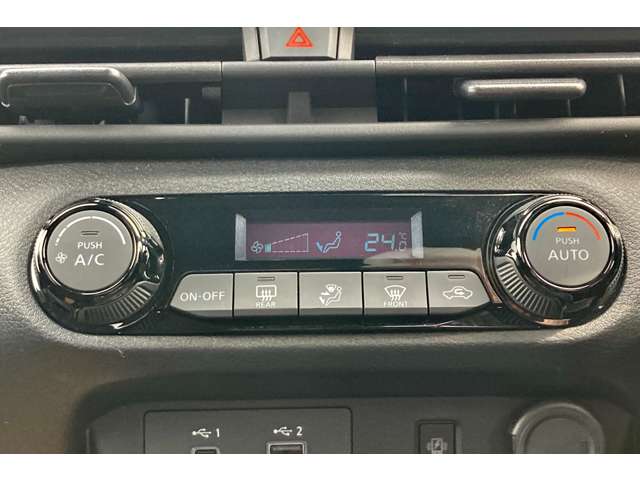 PUSH
A/C
24.0
°C
PUSH
AUTO
ON·OFF
REAR
FRONT
1
2